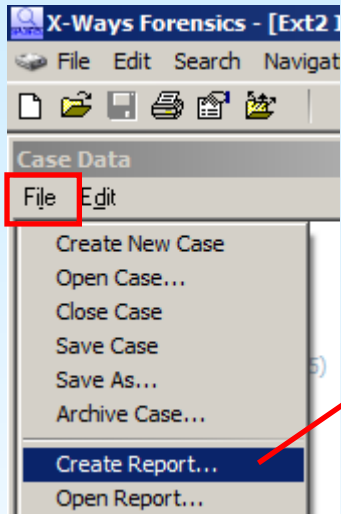 X-Ways Forensics - [Ext2
File Edit Search Navigat
Case Data
File Edit
Create New Case
Open Case...
Close Case
Save Case
Save As...
Archive Case...
Create Report...
Open Report...